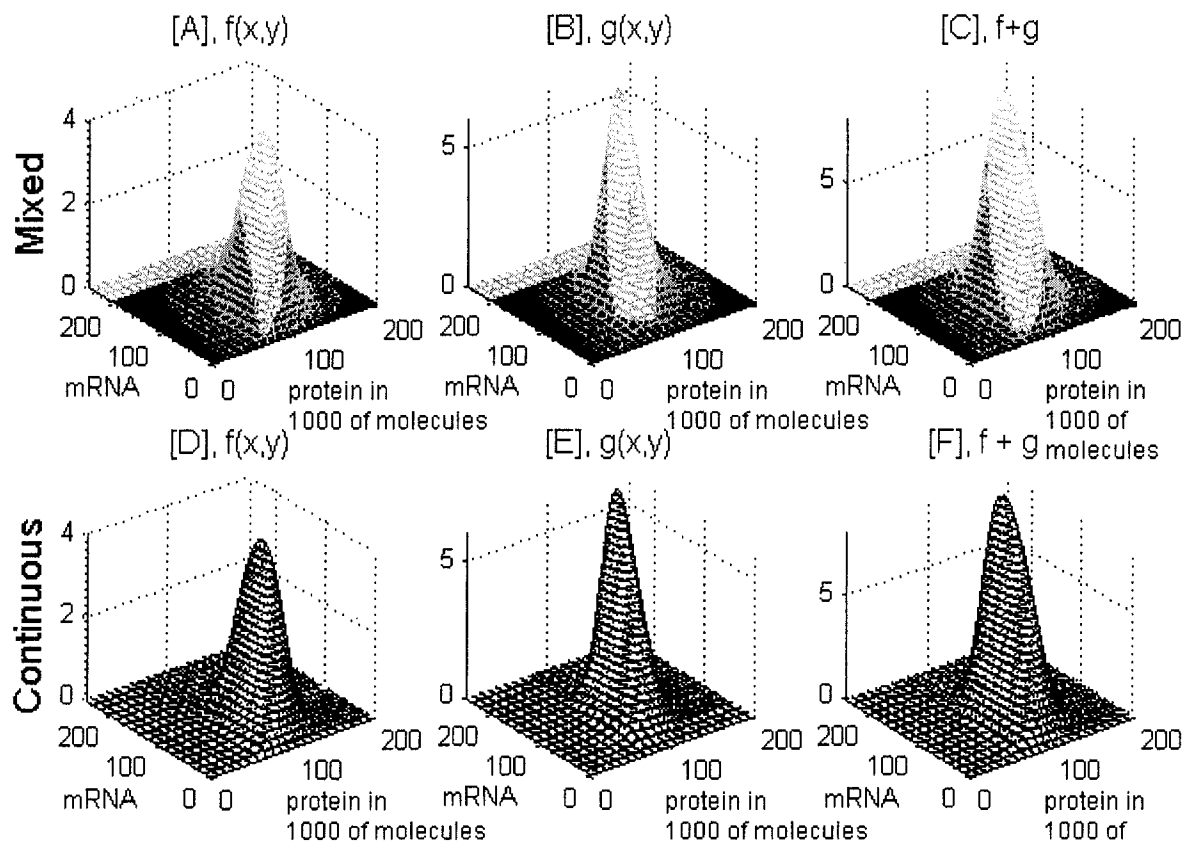 [A], f(x,y)
[B], g(x,y)
[C], f+g
Mixed
4
2
0
200
100
0
mRNA
0
100
200
protein in
1000 of molecules
5
0
200
100
0
mRNA
0
100
200
protein in
1000 of molecules
5
0
200
100
0
mRNA
0
100
200
protein in
1000 of
molecules
[D], f(x,y)
[E], g(x,y)
[F], f + g
Continuous
4
2
0
200
100
0
mRNA
0
100
200
protein in
1000 of molecules
5
0
200
100
0
mRNA
0
100
200
protein in
1000 of molecules
5
0
200
100
0
mRNA
0
100
200
protein in
1000 of